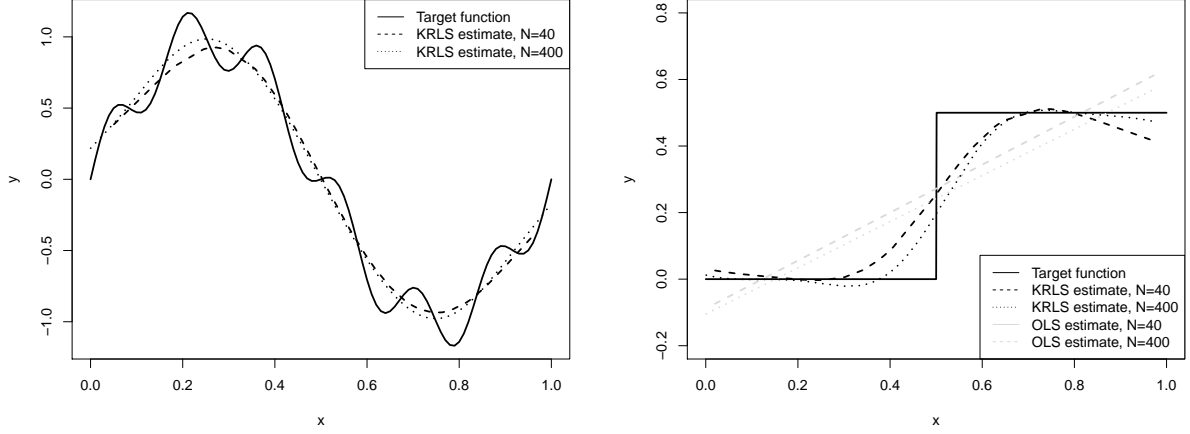 Target function
KRLS estimate, N=40
KRLS estimate, N=400
1.0
0.5
0.0
−0.5
−1.0
y
0.0 0.2 0.4 0.6 0.8 1.0
x
0.8
0.6
0.4
0.2
0.0
−0.2
y
Target function
KRLS estimate, N=40
KRLS estimate, N=400
OLS estimate, N=40
OLS estimate, N=400
0.0 0.2 0.4 0.6 0.8 1.0
x